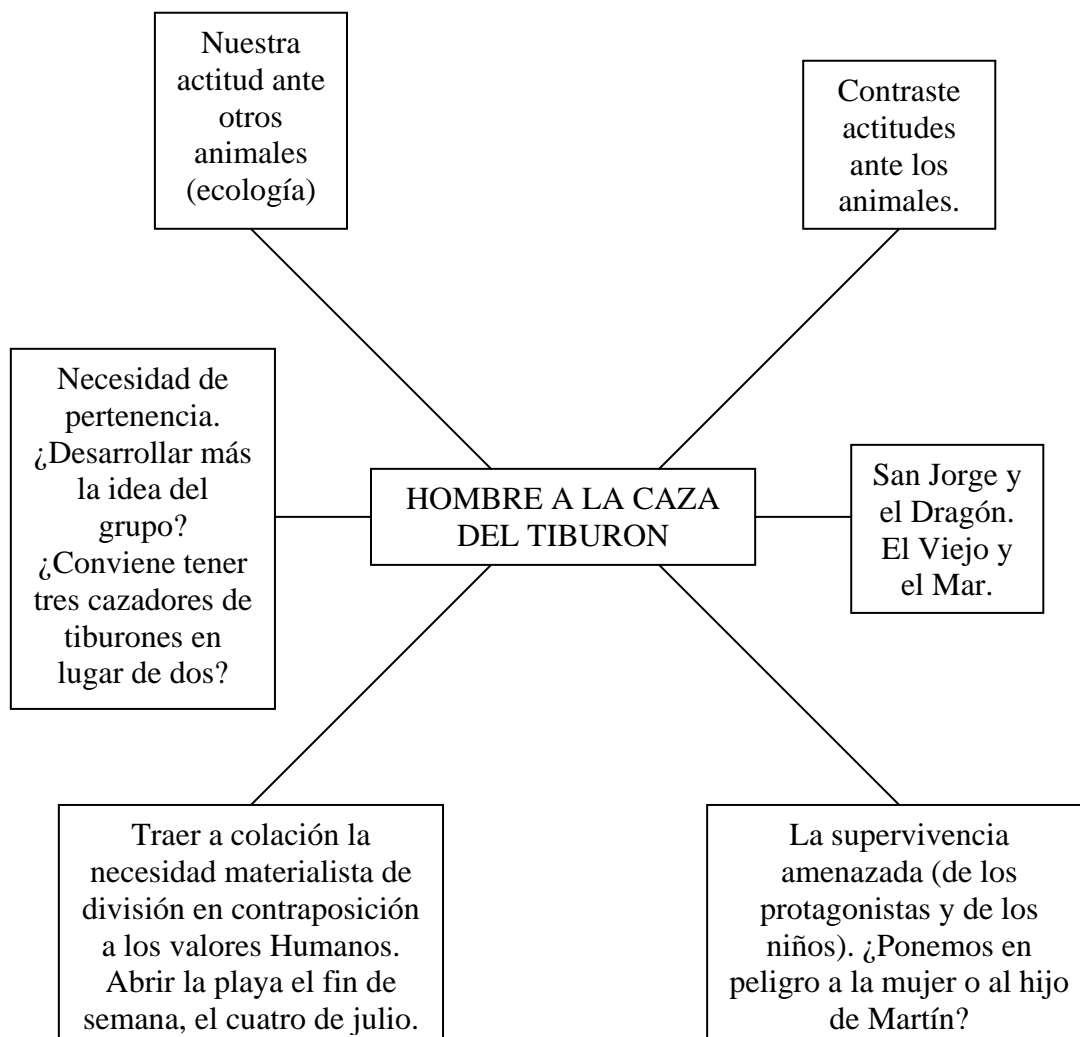 Nuestra
actitud ante
otros
animales
(ecología)
Contraste
actitudes
ante los
animales.
Necesidad de
pertenencia.
¿Desarrollar más
la idea del
grupo?
¿Conviene tener
tres cazadores de
tiburones en
lugar de dos?
HOMBRE A LA CAZA
DEL TIBURON
San Jorge y
el Dragón.
El Viejo y
el Mar.
Traer a colación la
necesidad materialista de
división en contraposición
a los valores Humanos.
Abrir la playa el fin de
semana, el cuatro de julio.
La supervivencia
amenazada (de los
protagonistas y de los
niños). ¿Ponemos en
peligro a la mujer o al hijo
de Martín?